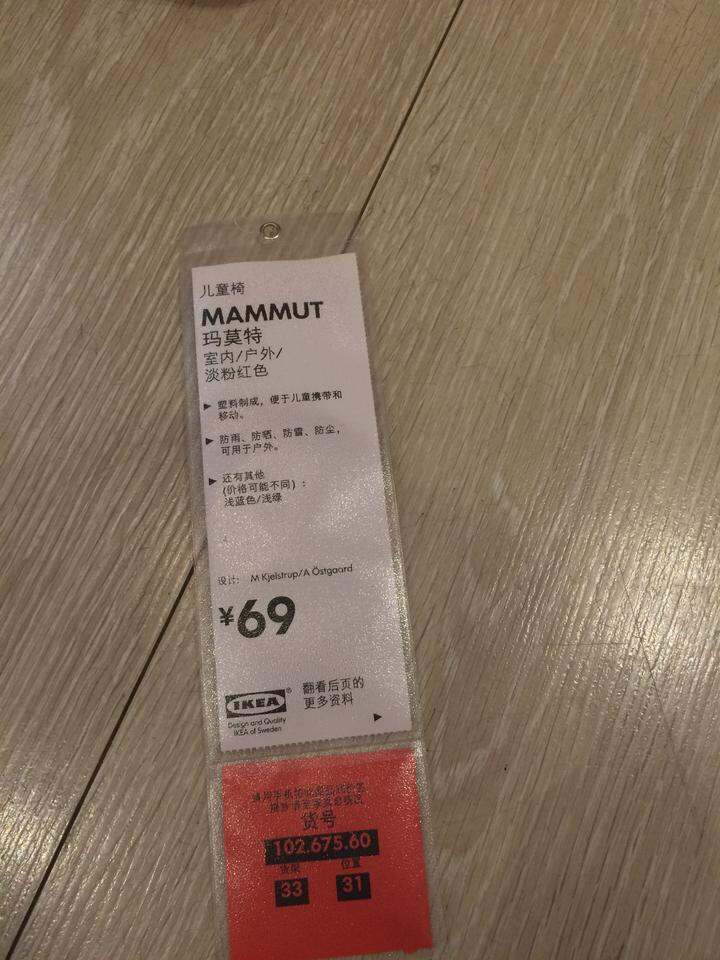 儿童椅
MAMMUT
玛莫特
室内/户外/
淡粉红色
▶ 塑料制成，便于儿童携带和
移动。
▶ 防雨、防晒、防霜、防尘，
可用于户外。
▶ 还有其他
(价格可能不同)：
浅蓝色/浅绿
设计： M Kjelstrup/A Östgaard
¥69
IKEA®
Design and Quality
IKEA of Sweden
翻看后页的
更多资料
▶
货号
102.675.60
货架 位置
33 31